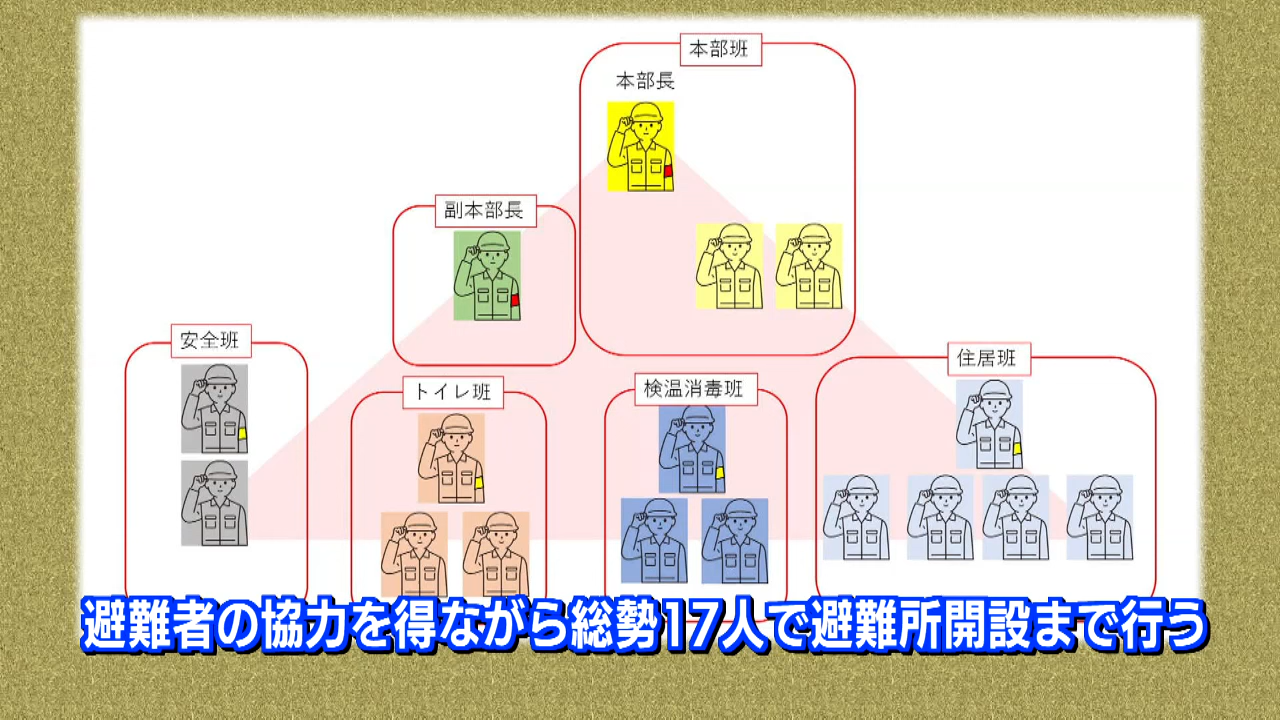 本部班
本部長
副本部長
安全班
トイレ班
検温消毒班
住居班
避難者の協力を得ながら総勢17人で避難所開設まで行う